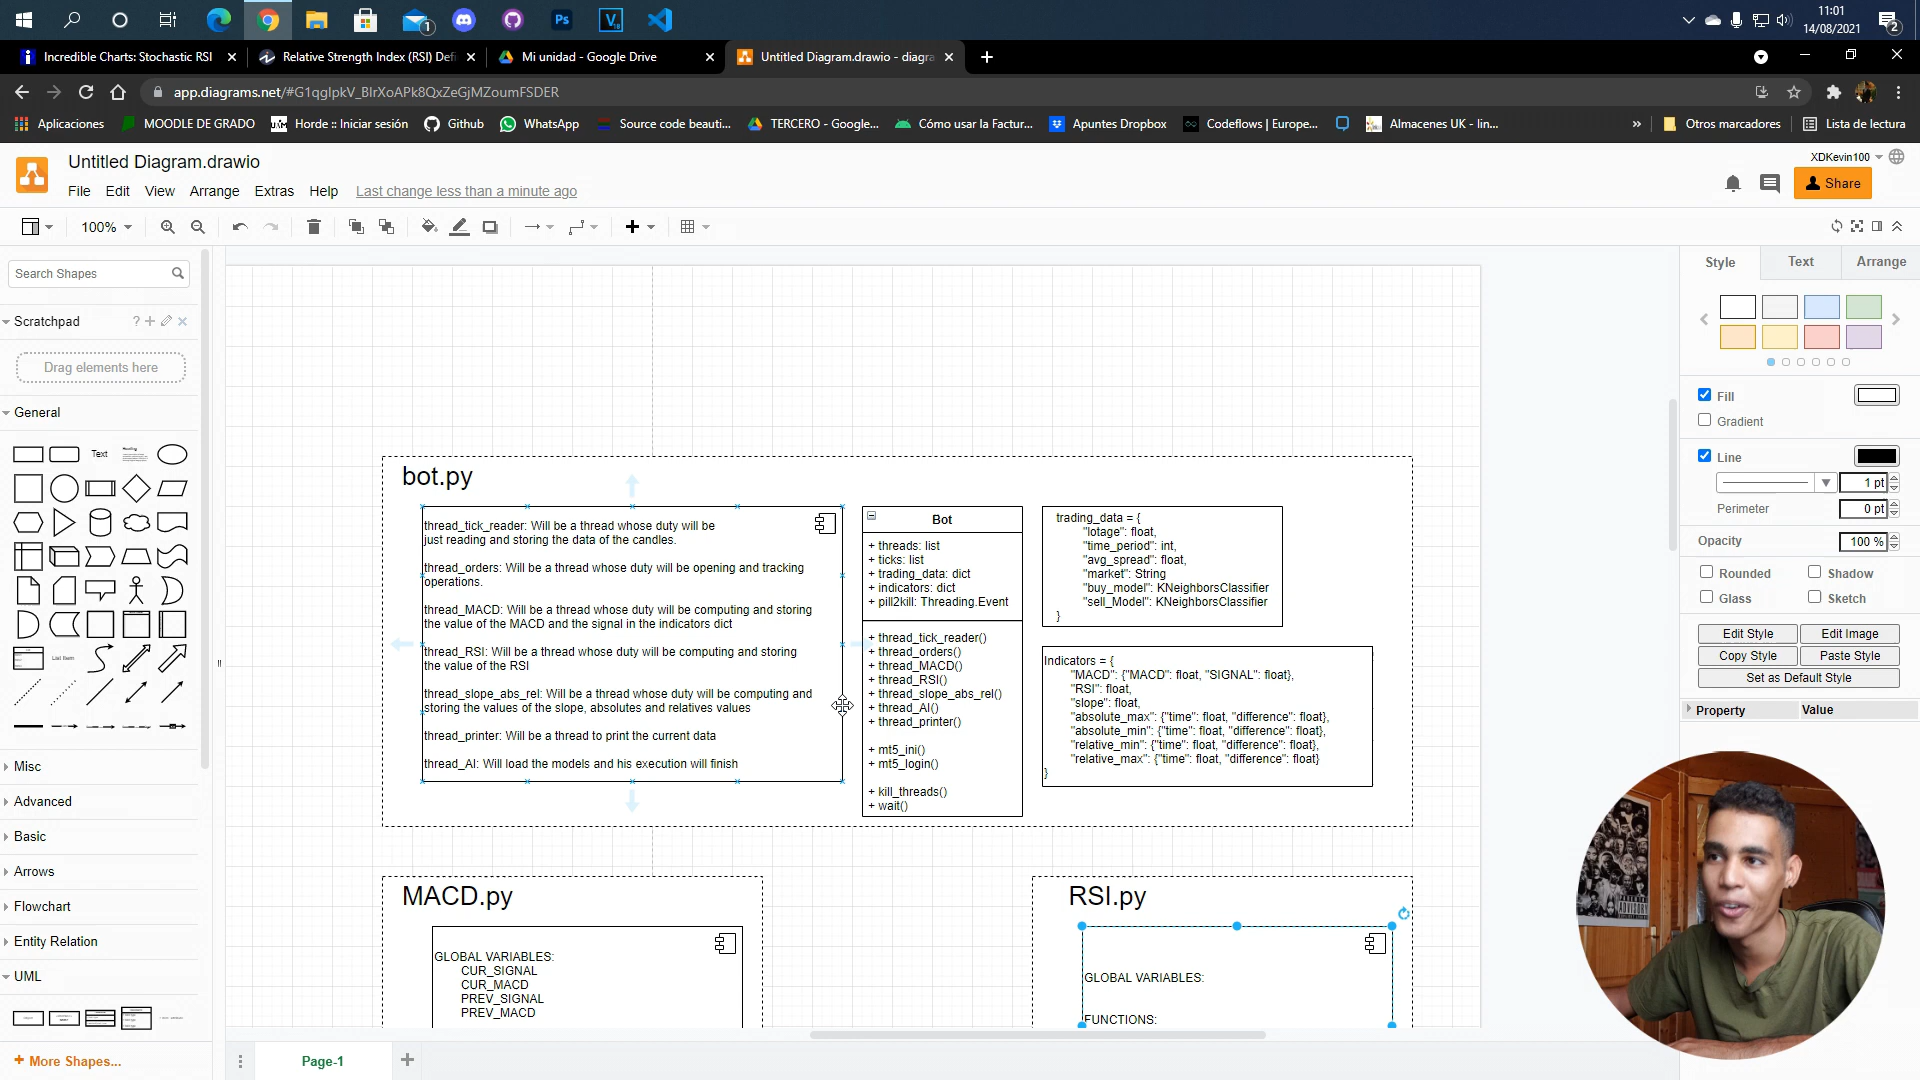 11:01
14/08/2021
1
2
Ps
Incredible Charts: Stochastic RSI
Relative Strength Index (RSI) Defi
Mi unidad - Google Drive
Untitled Diagram.drawio - diagra
app.diagrams.net/#G1qgIpkV_BIrXoAPk8QxZeGjMZoumFSDER
Aplicaciones
MOODLE DE GRADO
Horde :: Iniciar sesión
Github
WhatsApp
Source code beauti...
TERCERO - Google...
Cómo usar la Factur...
Apuntes Dropbox
Codeflows | Europe...
Almacenes UK - lin...
»
Otros marcadores
Lista de lectura
Untitled Diagram.drawio
XDKevin100
File Edit View Arrange Extras Help Last change less than a minute ago
Share
100%
Search Shapes
Scratchpad
?
Drag elements here
General
Text
Heading
List Item
Misc
Advanced
Basic
Arrows
Flowchart
Entity Relation
UML
+ More Shapes...
bot.py
thread_tick_reader: Will be a thread whose duty will be
just reading and storing the data of the candles.
thread_orders: Will be a thread whose duty will be opening and tracking
operations.
thread_MACD: Will be a thread whose duty will be computing and storing
the value of the MACD and the signal in the indicators dict
thread_RSI: Will be a thread whose duty will be computing and storing
the value of the RSI
thread_slope_abs_rel: Will be a thread whose duty will be computing and
storing the values of the slope, absolutes and relatives values
thread_printer: Will be a thread to print the current data
thread_AI: Will load the models and his execution will finish
Bot
+ threads: list
+ ticks: list
+ trading_data: dict
+ indicators: dict
+ pill2kill: Threading.Event
+ thread_tick_reader()
+ thread_orders()
+ thread_MACD()
+ thread_RSI()
+ thread_slope_abs_rel()
+ thread_AI()
+ thread_printer()
+ mt5_ini()
+ mt5_login()
+ kill_threads()
+ wait()
trading_data = {
"lotage": float,
"time_period": int,
"avg_spread": float,
"market": String
"buy_model": KNeighborsClassifier
"sell_Model": KNeighborsClassifier
}
Indicators = {
"MACD": {"MACD": float, "SIGNAL": float},
"RSI": float,
"slope": float,
"absolute_max": {"time": float, "difference": float},
"absolute_min": {"time": float, "difference": float},
"relative_min": {"time": float, "difference": float},
"relative_max": {"time": float, "difference": float}
}
MACD.py
GLOBAL VARIABLES:
CUR_SIGNAL
CUR_MACD
PREV_SIGNAL
PREV_MACD
RSI.py
GLOBAL VARIABLES:
FUNCTIONS:
Page-1
Style Text Arrange
Fill
Gradient
Line
1 pt
Perimeter
0 pt
Opacity
100 %
Rounded Shadow
Glass Sketch
Edit Style Edit Image
Copy Style Paste Style
Set as Default Style
Property Value